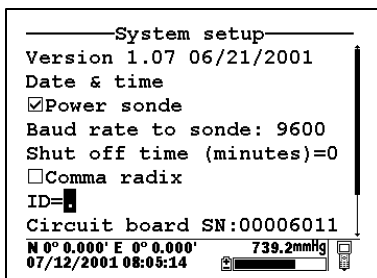 System setup
Version 1.07 06/21/2001
Date & time
☑Power sonde
Baud rate to sonde: 9600
Shut off time (minutes)=0
☐Comma radix
ID=.
Circuit board SN:00006011
N 0° 0.000' E 0° 0.000' 739.2mmHg
07/12/2001 08:05:14